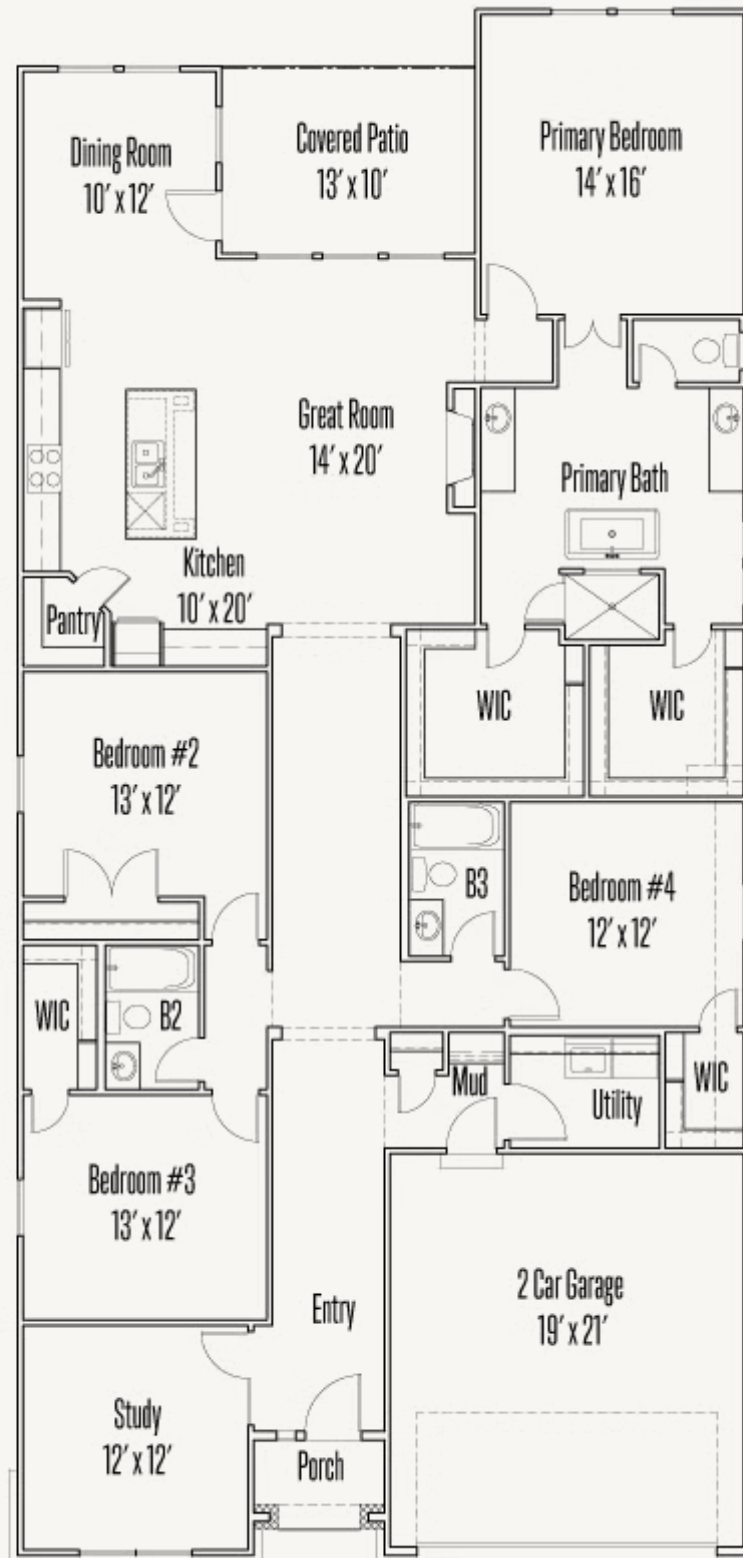 Dining Room
10' x 12'
Covered Patio
13' x 10'
Primary Bedroom
14' x 16'
Great Room
14' x 20'
Primary Bath
Kitchen
10' x 20'
Pantry
WIC
WIC
Bedroom #2
13' x 12'
B3
Bedroom #4
12' x 12'
WIC
B2
Mud
Utility
WIC
Bedroom #3
13' x 12'
2 Car Garage
19' x 21'
Entry
Study
12' x 12'
Porch